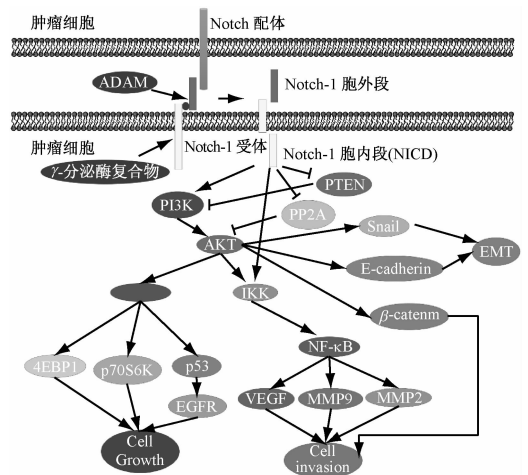 肿瘤细胞
Notch 配体
ADAM
Notch-1 胞外段
肿瘤细胞
Notch-1 受体
Notch-1 胞内段(NICD)
γ-分泌酶复合物
PTEN
PI3K
PP2A
Snail
AKT
EMT
E-cadherin
IKK
β-catenm
NF-κB
4EBP1
p70S6K
p53
VEGF
MMP9
MMP2
EGFR
Cell
Growth
Cell
invasion